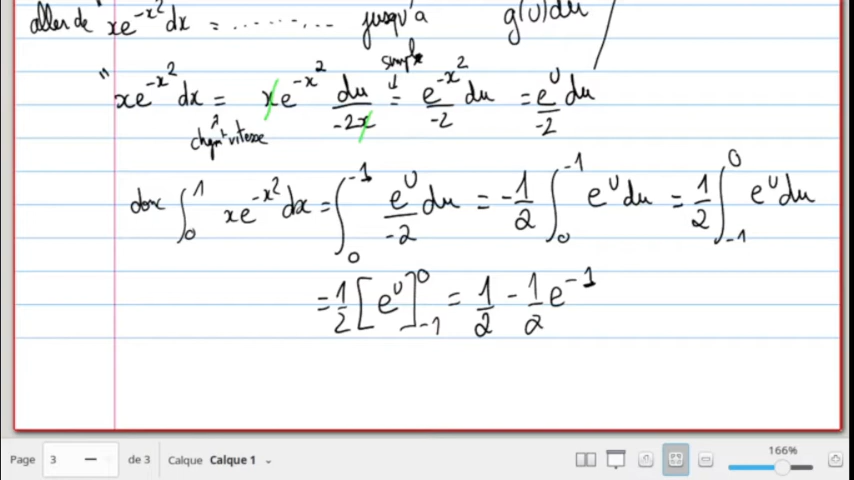 aller de xe^{-x^2}dx = ............. jusqu'a g(u)du
simple
" xe^{-x^2}dx = xe^{-x^2} du/-2x = e^{-x^2}/-2 du = e^u/-2 du
chgm^t vitesse
donc ∫_0^1 xe^{-x^2}dx = ∫_0^{-1} e^u/-2 du = -1/2 ∫_0^{-1} e^u du = 1/2 ∫_{-1}^0 e^u du
= 1/2 [e^u]_{-1}^0 = 1/2 - 1/2 e^{-1}
Page 3 de 3 Calque Calque 1 166%